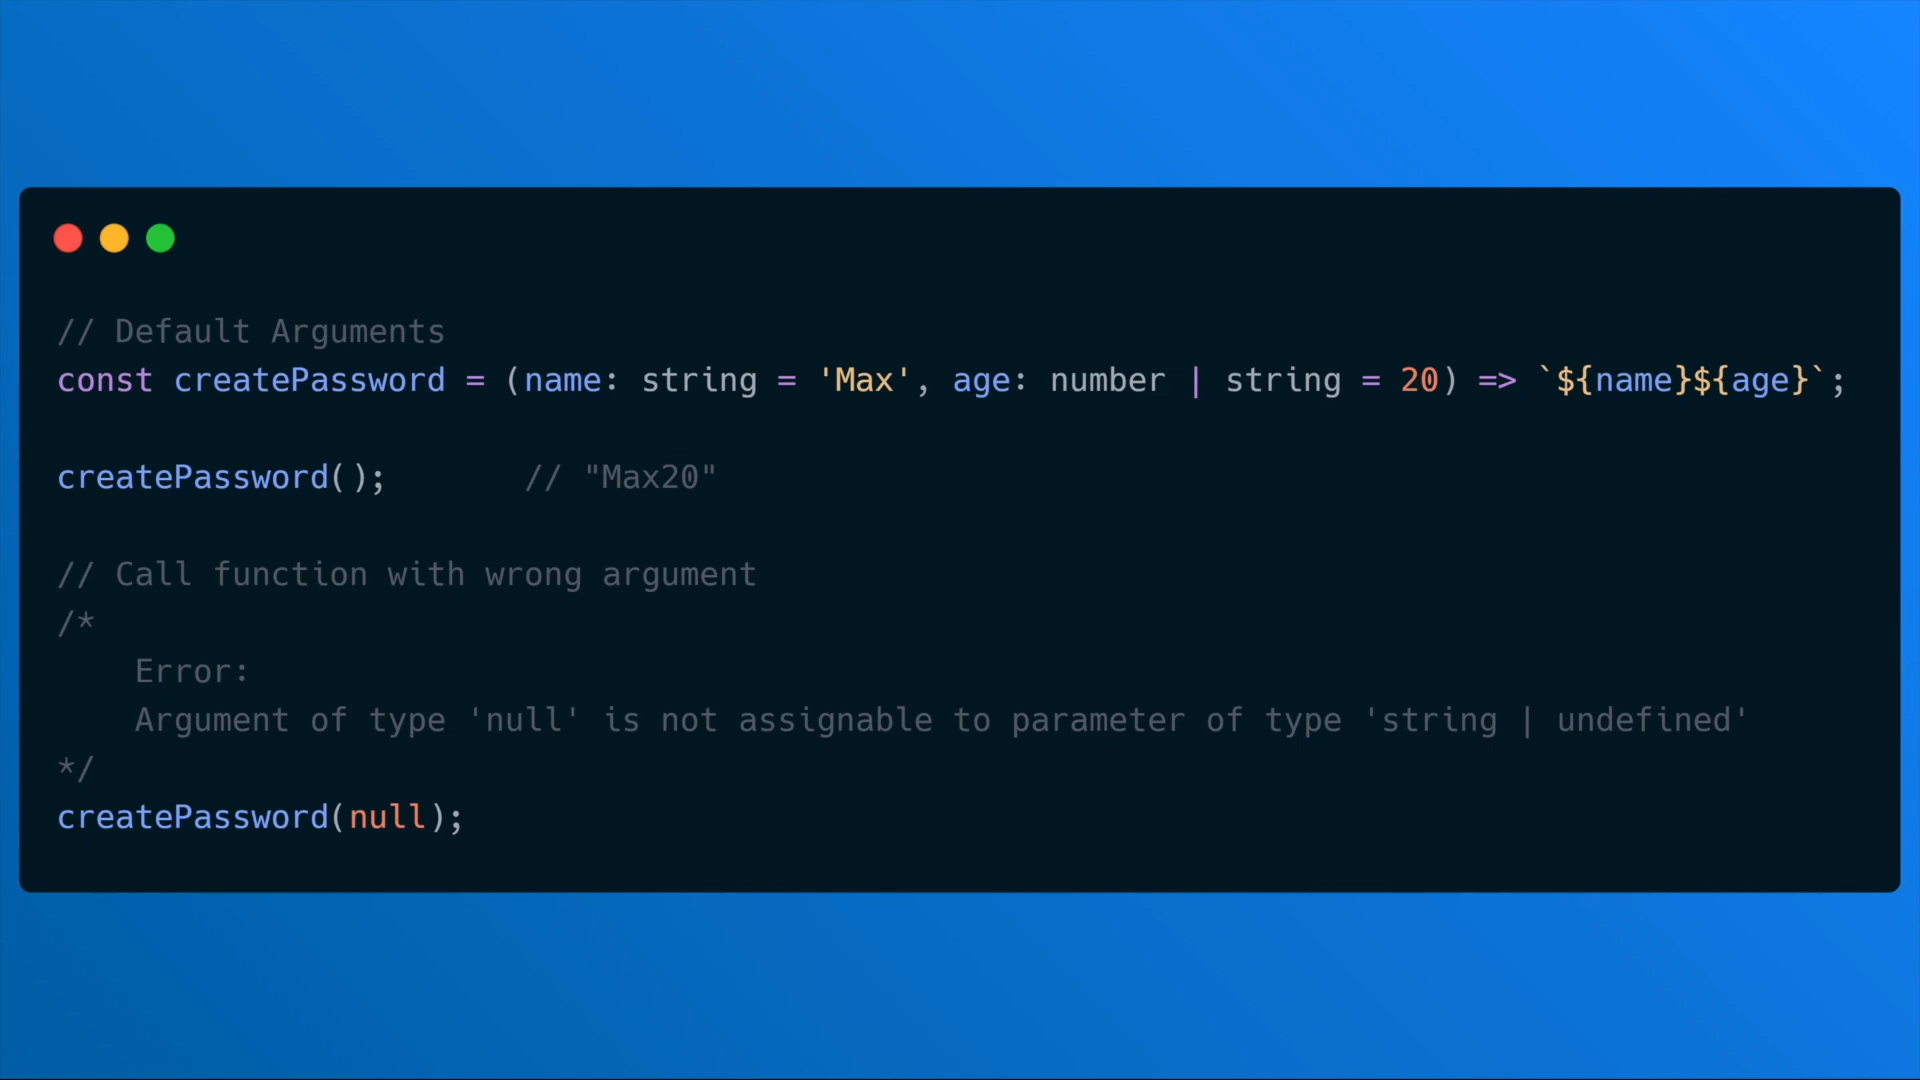 // Default Arguments
const createPassword = (name: string = 'Max', age: number | string = 20) => `${name}${age}`;
createPassword();       // "Max20"
// Call function with wrong argument
/*
    Error:
    Argument of type 'null' is not assignable to parameter of type 'string | undefined'
*/
createPassword(null);